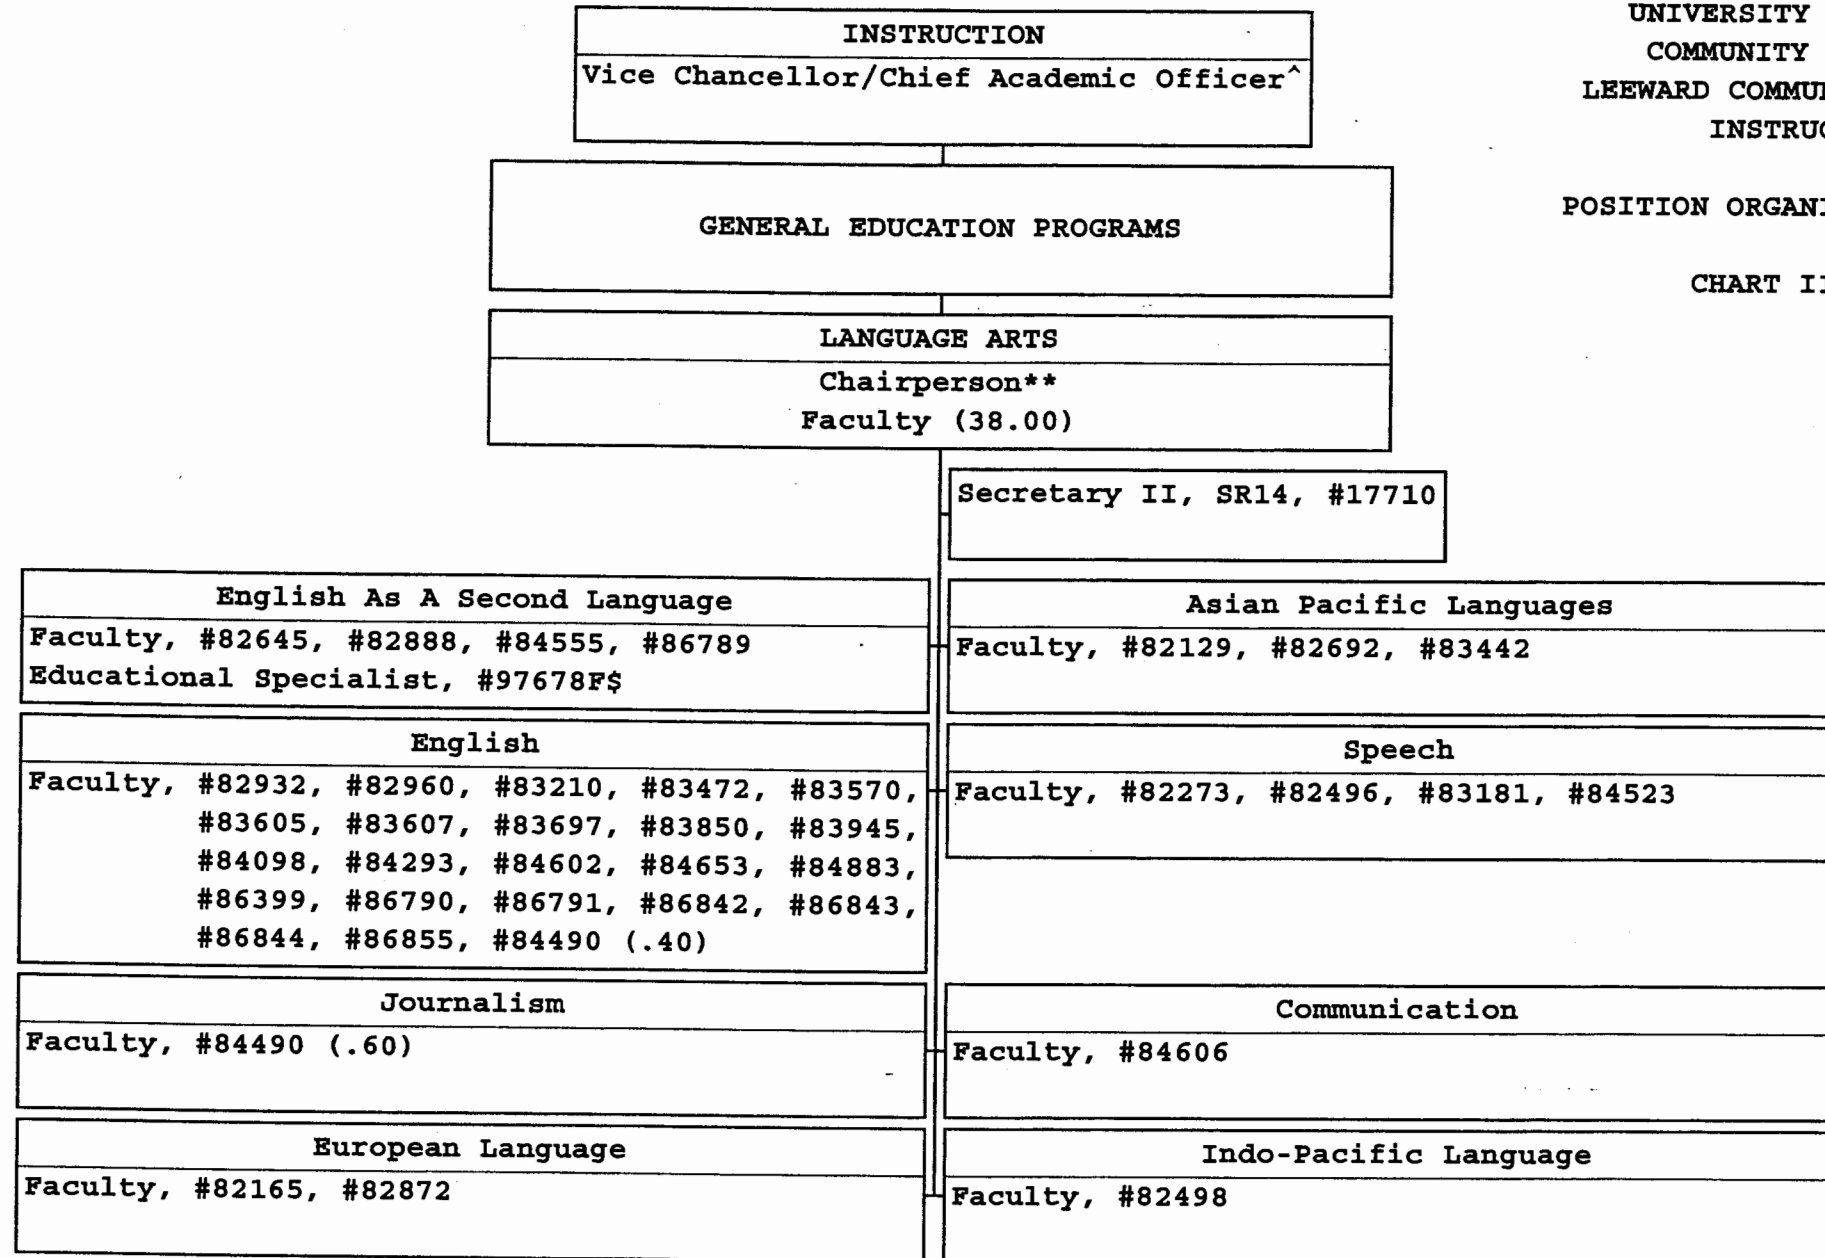 INSTRUCTION
Vice Chancellor/Chief Academic Officer^
UNIVERSITY
COMMUNITY
LEEWARD
POSITION
CHART
GENERAL EDUCATION PROGRAMS
LANGUAGE ARTS
Chairperson**
Faculty (38.00)
Secretary II, SR14, #17710
English As A Second Language
Faculty, #82645, #82888, #84555, #86789
Educational Specialist, #97678F$
Asian Pacific Languages
Faculty, #82129, #82692, #83442
English
Faculty, #82932, #82960, #83210, #83472, #83570,
#83605, #83607, #83697, #83850, #83945,
#84098, #84293, #84602, #84653, #84883,
#86399, #86790, #86791, #86842, #86843,
#86844, #86855, #84490 (.40)
Speech
Faculty, #82273, #82496, #83181, #84523
Journalism
Faculty, #84490 (.60)
Communication
Faculty, #84606
European Language
Faculty, #82165, #82872
Indo-Pacific Language
Faculty, #82498